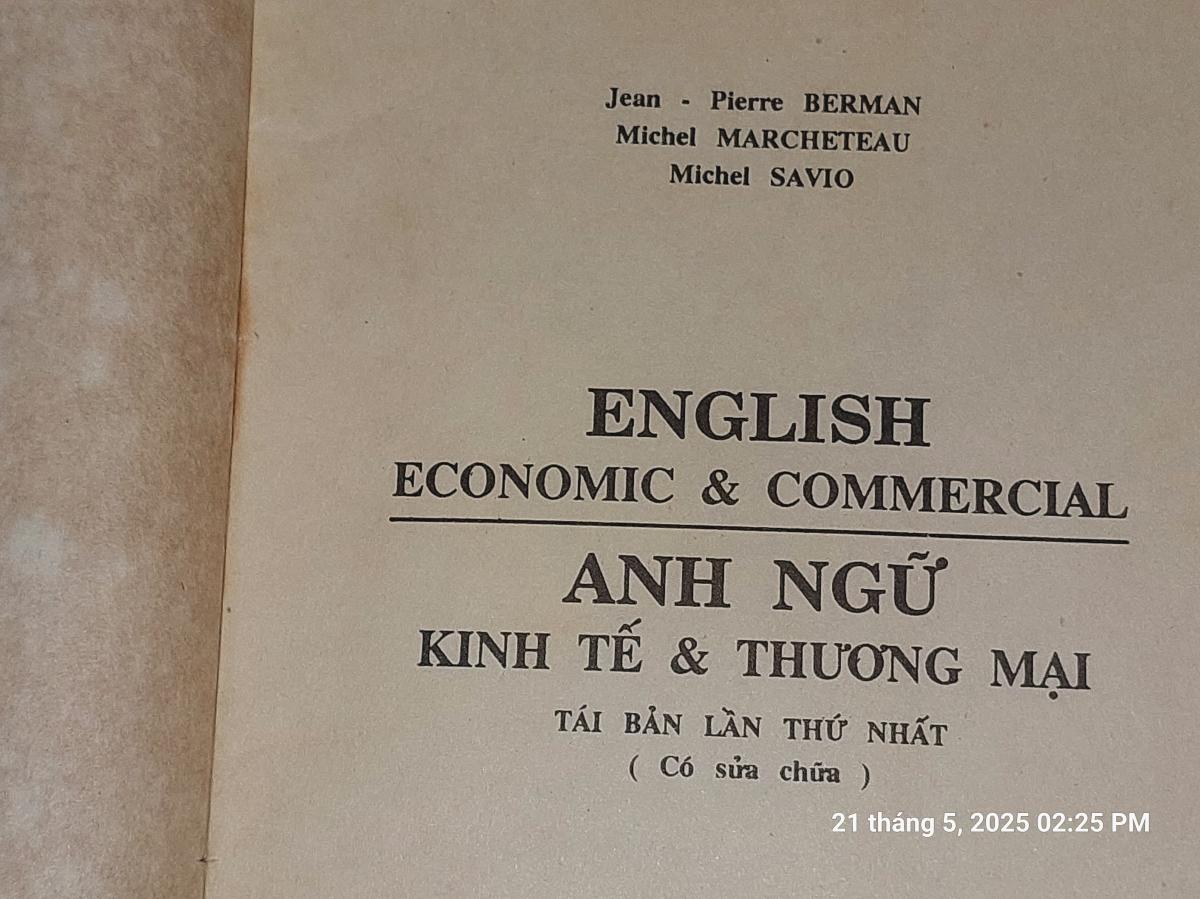 Jean - Pierre BERMAN
Michel MARCHETEAU
Michel SAVIO
ENGLISH
ECONOMIC & COMMERCIAL
ANH NGỮ
KINH TẾ & THƯƠNG MẠI
TÁI BẢN LẦN THỨ NHẤT
( Có sửa chữa )
21 tháng 5, 2025 02:25 PM